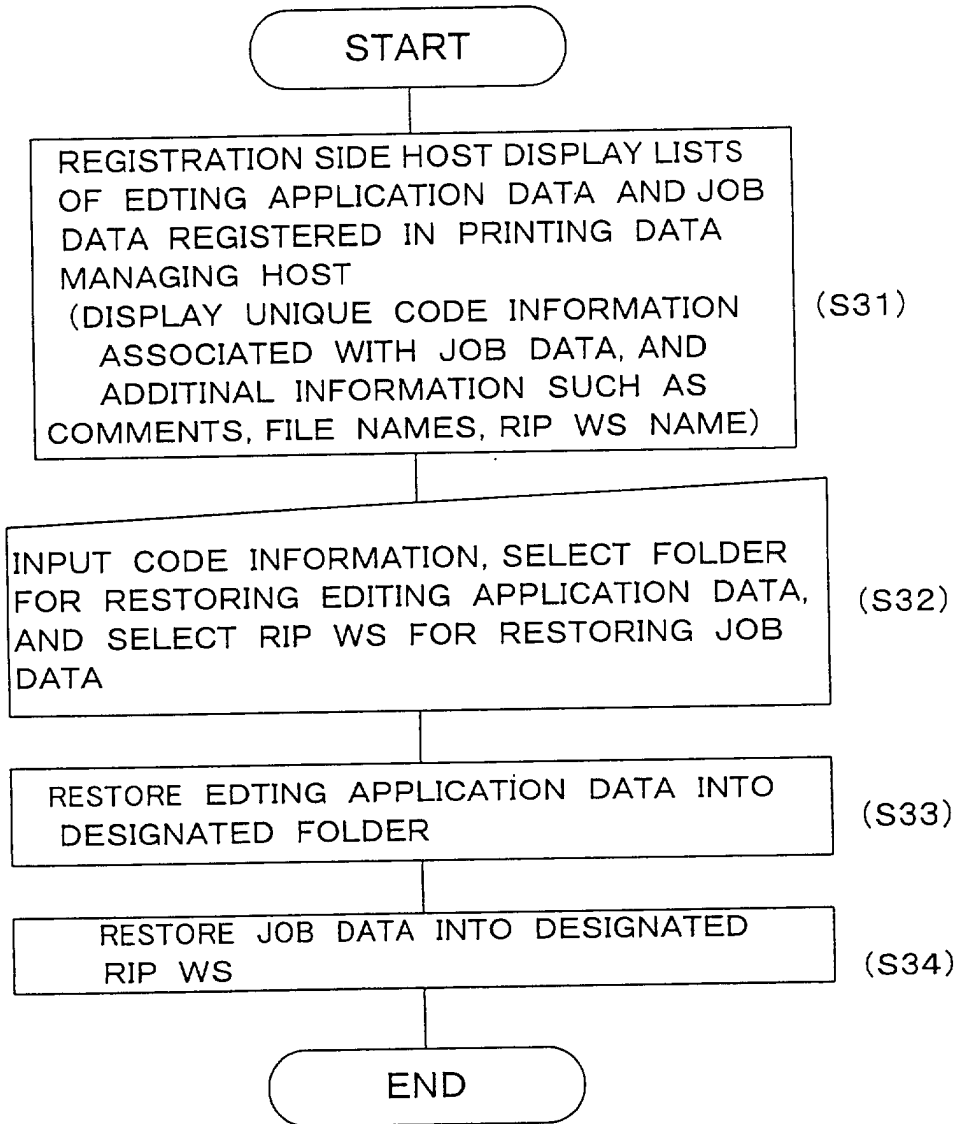 START
REGISTRATION SIDE HOST DISPLAY LISTS
OF EDTING APPLICATION DATA AND JOB
DATA REGISTERED IN PRINTING DATA
MANAGING HOST
(DISPLAY UNIQUE CODE INFORMATION
ASSOCIATED WITH JOB DATA, AND
ADDITINAL INFORMATION SUCH AS
COMMENTS, FILE NAMES, RIP WS NAME)
(S31)
INPUT CODE INFORMATION, SELECT FOLDER
FOR RESTORING EDITING APPLICATION DATA,
AND SELECT RIP WS FOR RESTORING JOB
DATA
(S32)
RESTORE EDTING APPLICATION DATA INTO
DESIGNATED FOLDER
(S33)
RESTORE JOB DATA INTO DESIGNATED
RIP WS
(S34)
END